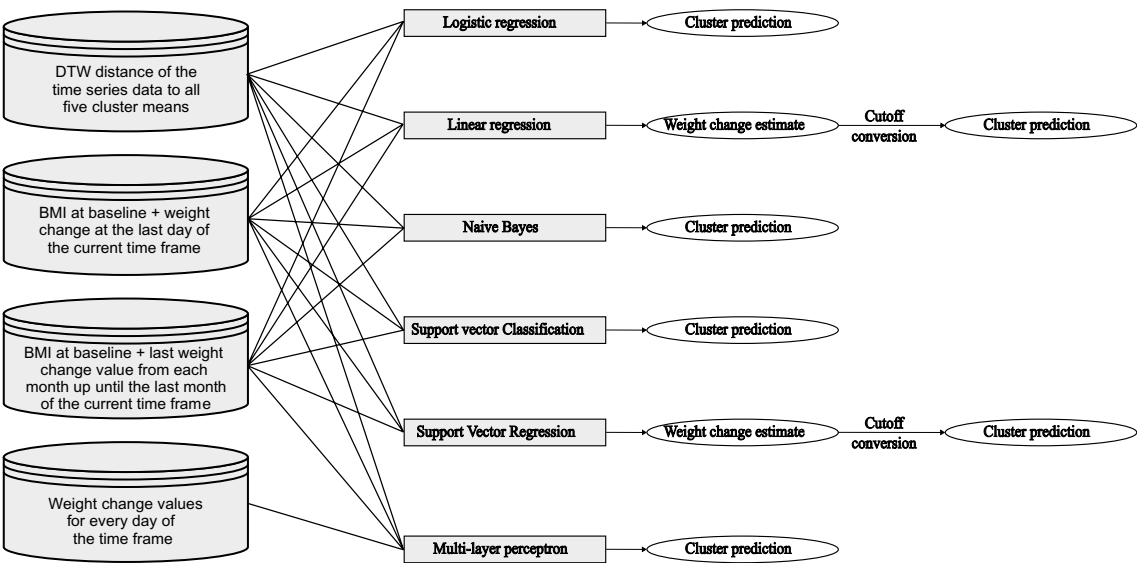 DTW distance of the
time series data to all
five cluster means
BMI at baseline + weight
change at the last day of
the current time frame
BMI at baseline + last weight
change value from each
month up until the last month
of the current time frame
Weight change values
for every day of
the time frame
Logistic regression
Cluster prediction
Linear regression
Weight change estimate
Cutoff
conversion
Cluster prediction
Naive Bayes
Cluster prediction
Support vector Classification
Cluster prediction
Support Vector Regression
Weight change estimate
Cutoff
conversion
Cluster prediction
Multi-layer perceptron
Cluster prediction